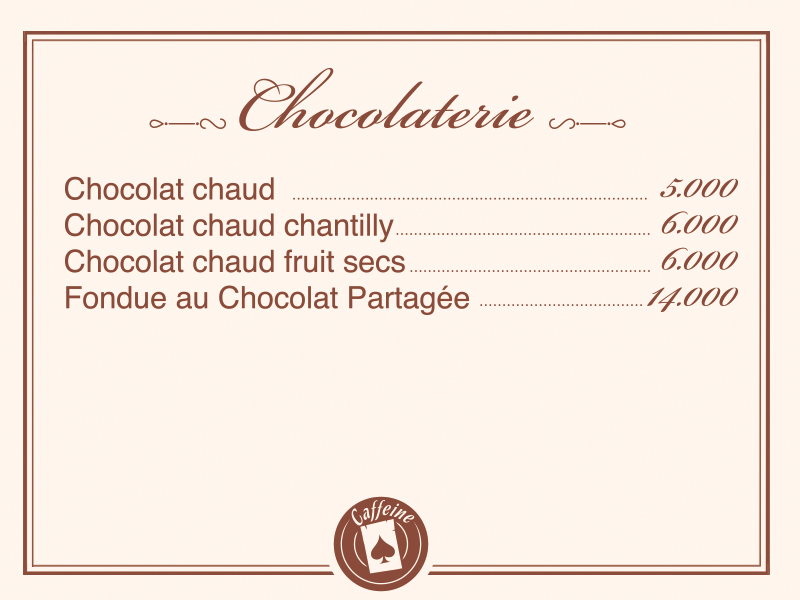 Chocolaterie
Chocolat chaud ................ 5.000
Chocolat chaud chantilly ................ 6.000
Chocolat chaud fruit secs ................ 6.000
Fondue au Chocolat Partagée ................ 14.000
Caffeine